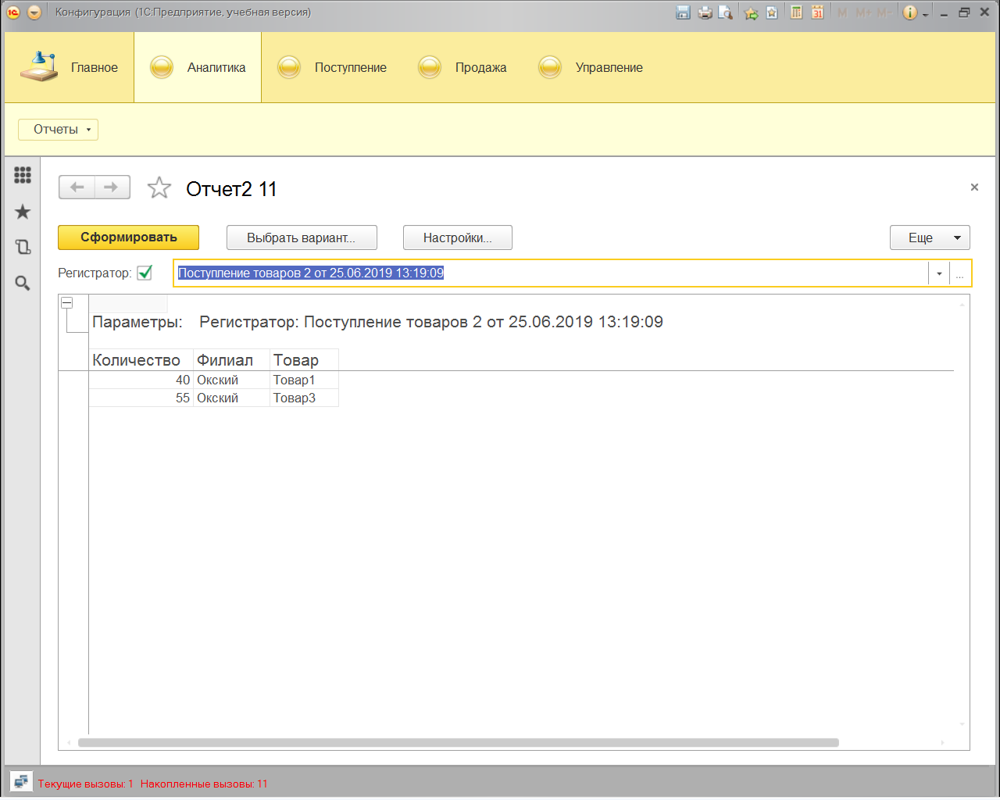 Конфигурация (1С:Предприятие, учебная версия)
31 M M+ M-
Главное Аналитика Поступление Продажа Управление
Отчеты
Отчет2 11
Сформировать Выбрать вариант... Настройки... Еще
Регистратор: Поступление товаров 2 от 25.06.2019 13:19:09 ...
Параметры: Регистратор: Поступление товаров 2 от 25.06.2019 13:19:09
Количество Филиал Товар
40 Окский Товар1
55 Окский Товар3
Текущие вызовы: 1 Накопленные вызовы: 11